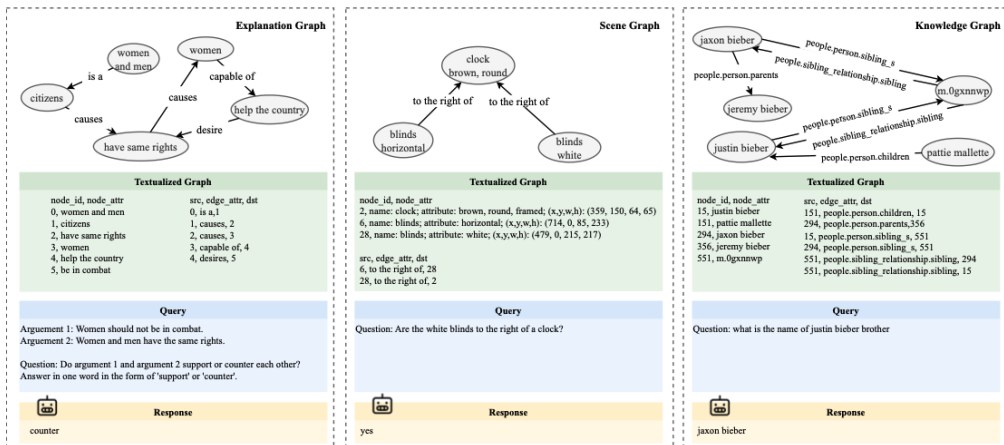 Explanation Graph
women
and men
women
is a
capable of
citizens
causes
help the country
causes
desire
have same rights
Textualized Graph
node_id, node_attr
0, women and men
1, citizens
2, have same rights
3, women
4, help the country
5, be in combat
src, edge_attr, dst
0, is a,1
1, causes, 2
2, causes, 3
3, capable of, 4
4, desires, 5
Query
Arguement 1: Women should not be in combat.
Arguement 2: Women and men have the same rights.
Question: Do argument 1 and argument 2 support or counter each other?
Answer in one word in the form of 'support' or 'counter'.
Response
counter
Scene Graph
clock
brown, round
to the right of
to the right of
blinds
horizontal
blinds
white
Textualized Graph
node_id, node_attr
2, name: clock; attribute: brown, round, framed; (x,y,w,h): (359, 150, 64, 65)
6, name: blinds; attribute: horizontal; (x,y,w,h): (714, 0, 85, 233)
28, name: blinds; attribute: white; (x,y,w,h): (479, 0, 215, 217)
src, edge_attr, dst
6, to the right of, 28
28, to the right of, 2
Query
Question: Are the white blinds to the right of a clock?
Response
yes
Knowledge Graph
jaxon bieber
people.person.sibling_s
people.sibling_relationship.sibling
people.person.parents
m.0gxnnwp
jeremy bieber
people.person.sibling_s
people.sibling_relationship.sibling
justin bieber
people.person.children
pattie mallette
Textualized Graph
node_id, node_attr
15, justin bieber
151, pattie mallette
294, jaxon bieber
356, jeremy bieber
551, m.0gxnnwp
src, edge_attr, dst
151, people.person.children, 15
294, people.person.parents,356
15, people.person.sibling_s, 551
294, people.person.sibling_s, 551
551, people.sibling_relationship.sibling, 294
551, people.sibling_relationship.sibling, 15
Query
Question: what is the name of justin bieber brother
Response
jaxon bieber